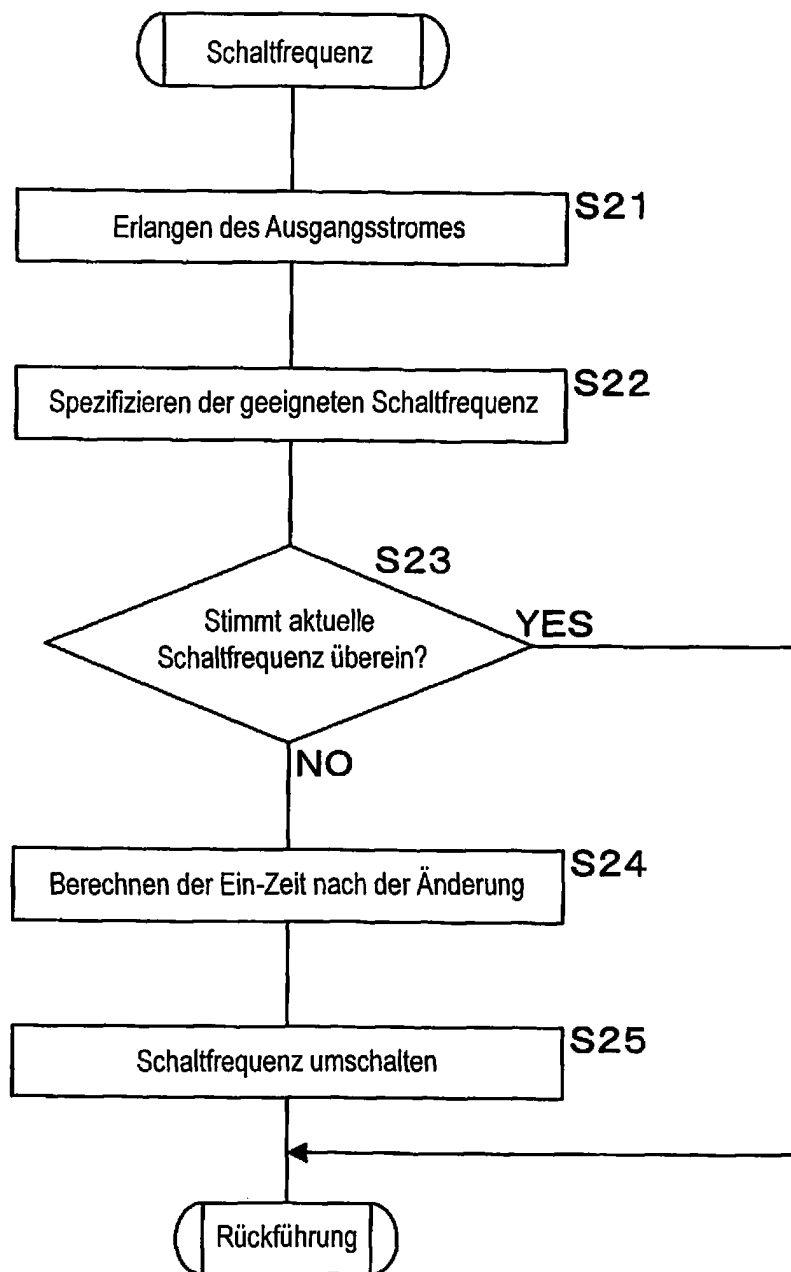 Schaltfrequenz
S21
Erlangen des Ausgangsstromes
S22
Spezifizieren der geeigneten Schaltfrequenz
S23
Stimmt aktuelle
Schaltfrequenz überein?
YES
NO
S24
Berechnen der Ein-Zeit nach der Änderung
S25
Schaltfrequenz umschalten
Rückführung